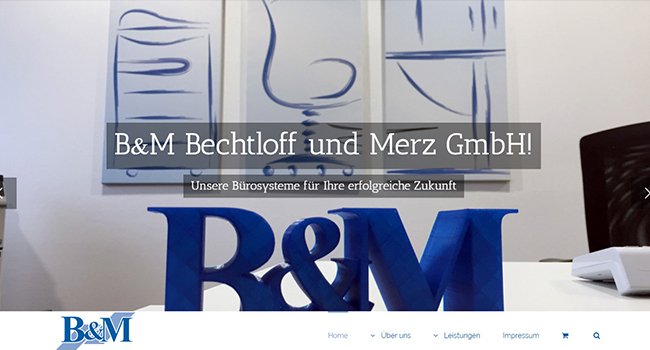 B&M Bechtloff und Merz GmbH!
Unsere Bürosysteme für Ihre erfolgreiche Zukunft
B&M
B&M
Home
Über uns
Leistungen
Impressum